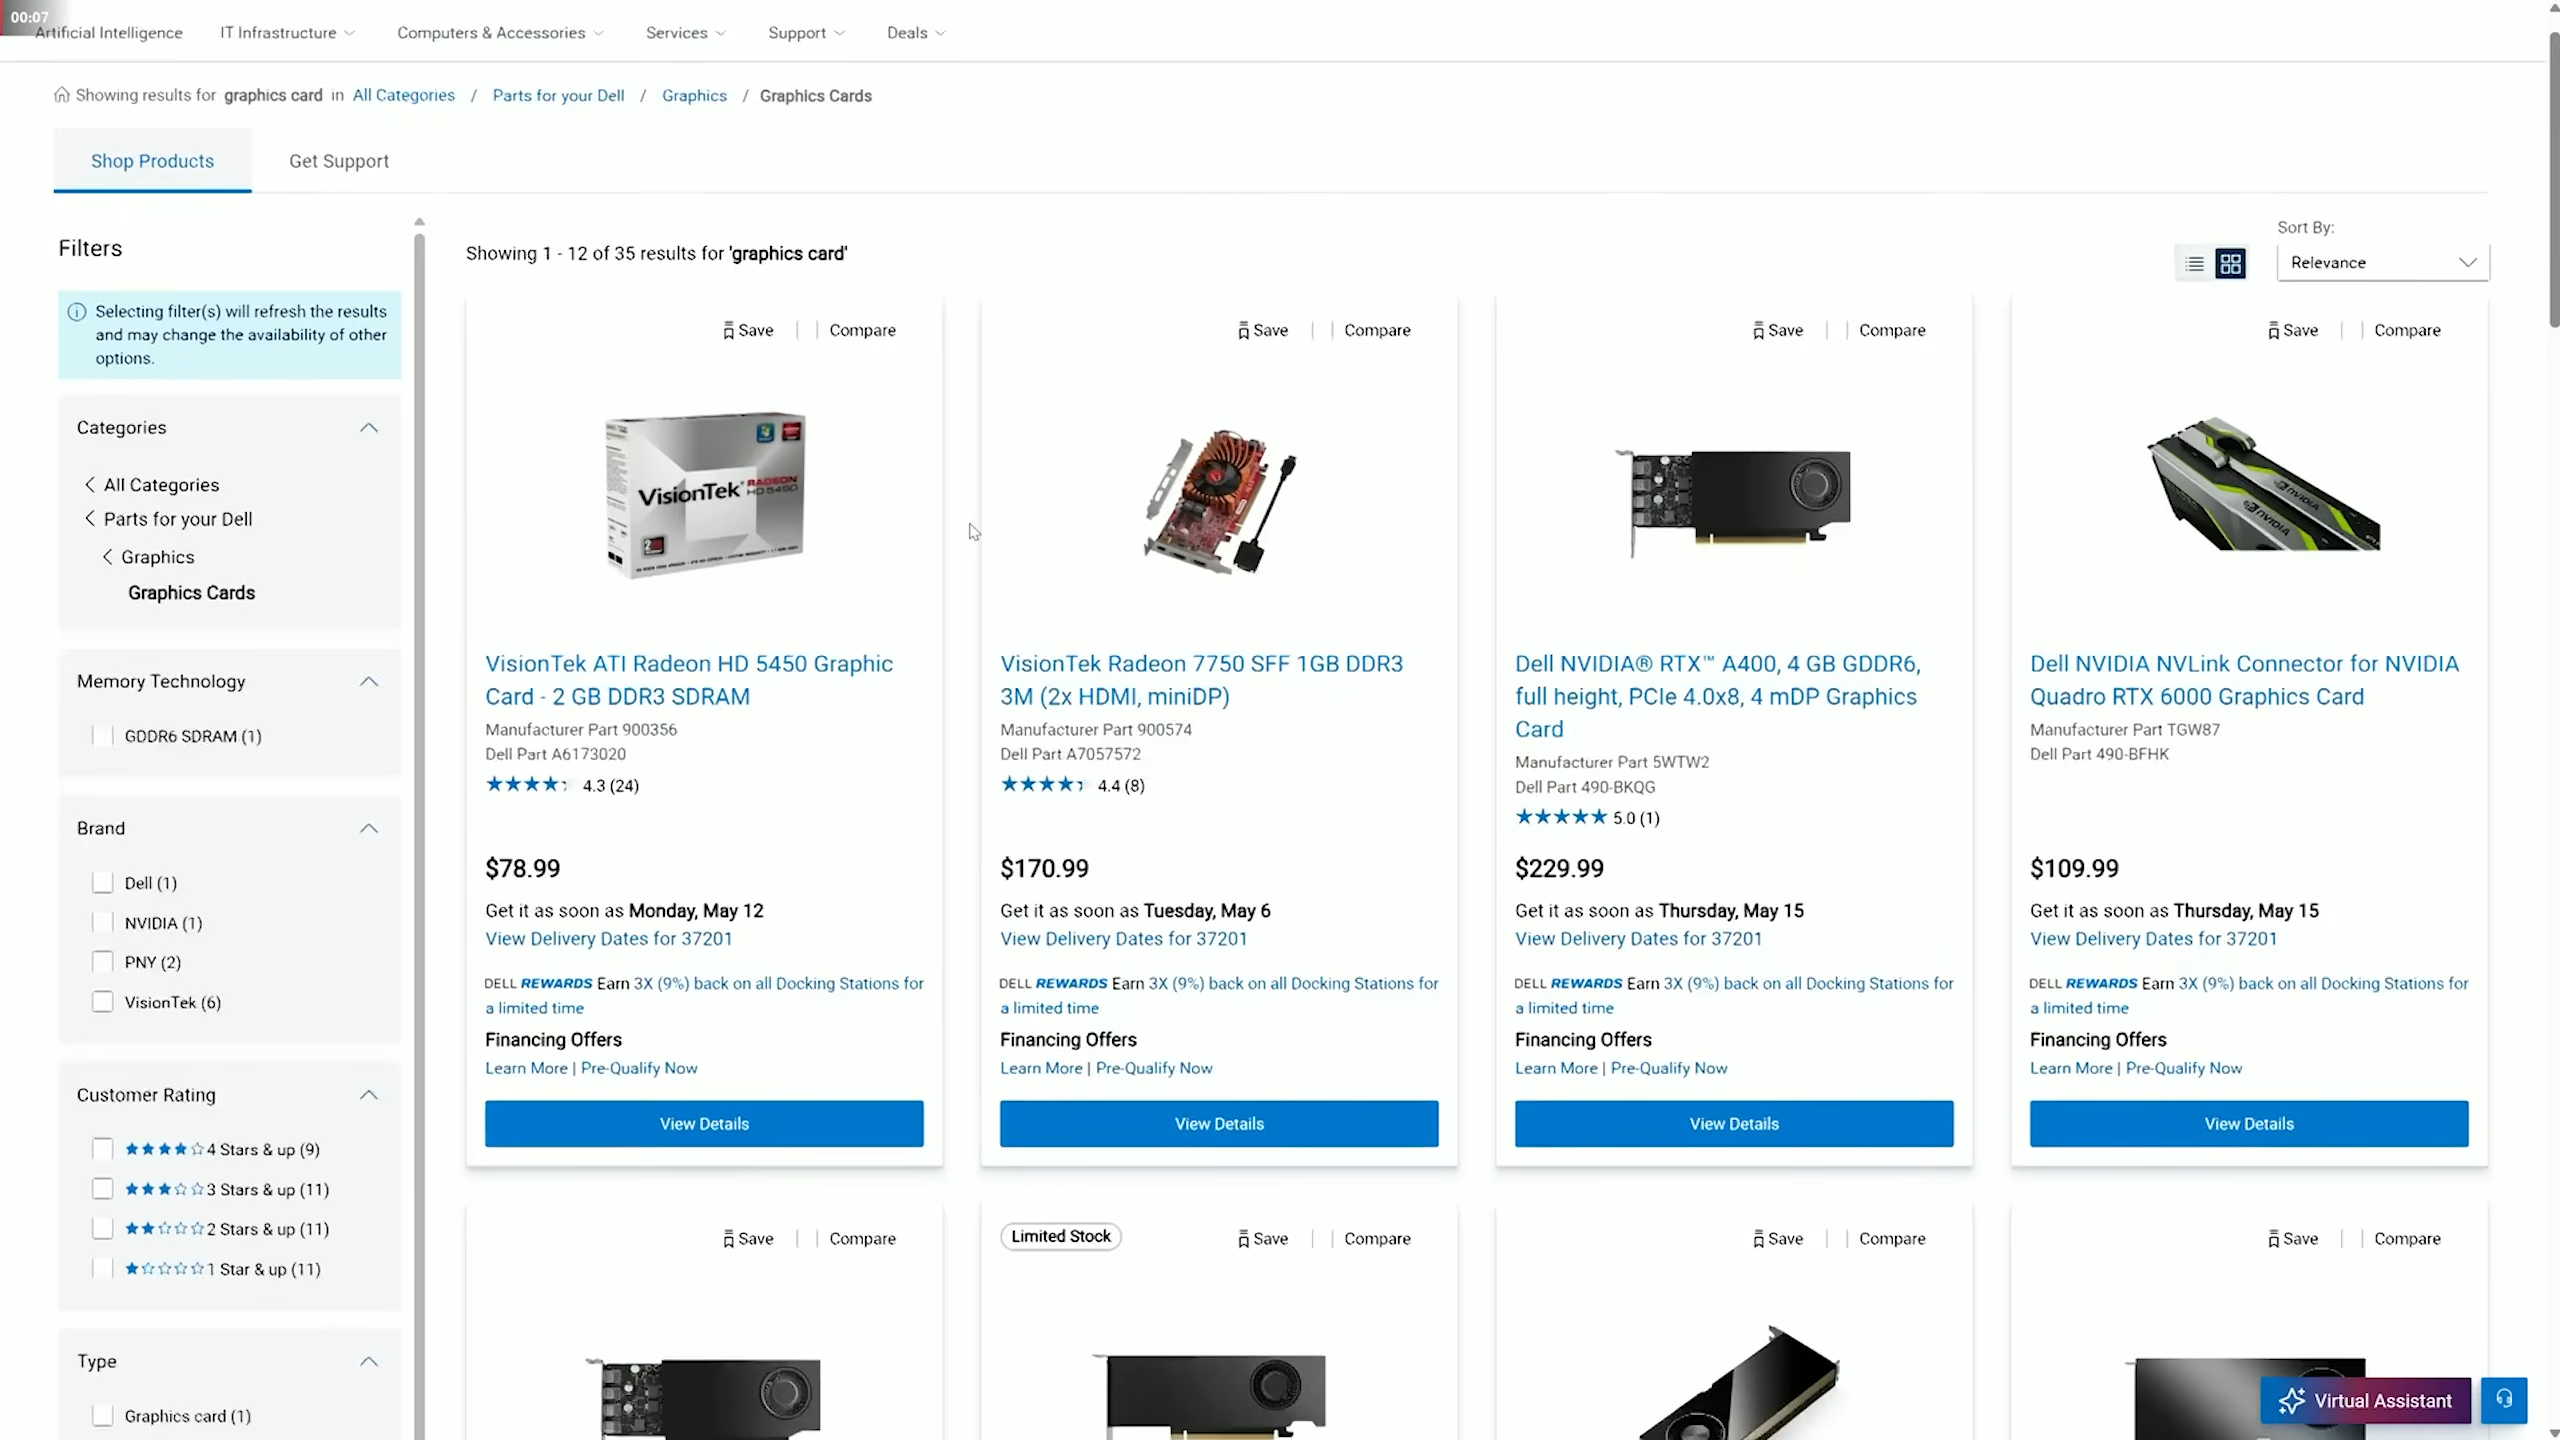 00:07
Artificial Intelligence
IT Infrastructure
Computers & Accessories
Services
Support
Deals
Showing results for graphics card in All Categories / Parts for your Dell / Graphics / Graphics Cards
Shop Products
Get Support
Filters
Selecting filter(s) will refresh the results
and may change the availability of other
options.
Categories
All Categories
Parts for your Dell
Graphics
Graphics Cards
Memory Technology
GDDR6 SDRAM (1)
Brand
Dell (1)
NVIDIA (1)
PNY (2)
VisionTek (6)
Customer Rating
4 Stars & up (9)
3 Stars & up (11)
2 Stars & up (11)
1 Star & up (11)
Type
Graphics card (1)
Showing 1 - 12 of 35 results for 'graphics card'
Sort By:
Relevance
Save
Compare
VisionTek RADEON
HD 5450
VisionTek ATI Radeon HD 5450 Graphic
Card - 2 GB DDR3 SDRAM
Manufacturer Part 900356
Dell Part A6173020
4.3 (24)
$78.99
Get it as soon as Monday, May 12
View Delivery Dates for 37201
DELL REWARDS Earn 3X (9%) back on all Docking Stations for
a limited time
Financing Offers
Learn More | Pre-Qualify Now
View Details
Save
Compare
VisionTek Radeon 7750 SFF 1GB DDR3
3M (2x HDMI, miniDP)
Manufacturer Part 900574
Dell Part A7057572
4.4 (8)
$170.99
Get it as soon as Tuesday, May 6
View Delivery Dates for 37201
DELL REWARDS Earn 3X (9%) back on all Docking Stations for
a limited time
Financing Offers
Learn More | Pre-Qualify Now
View Details
Save
Compare
Dell NVIDIA® RTX™ A400, 4 GB GDDR6,
full height, PCIe 4.0x8, 4 mDP Graphics
Card
Manufacturer Part 5WTW2
Dell Part 490-BKQG
5.0 (1)
$229.99
Get it as soon as Thursday, May 15
View Delivery Dates for 37201
DELL REWARDS Earn 3X (9%) back on all Docking Stations for
a limited time
Financing Offers
Learn More | Pre-Qualify Now
View Details
Save
Compare
NVIDIA
NVIDIA
Dell NVIDIA NVLink Connector for NVIDIA
Quadro RTX 6000 Graphics Card
Manufacturer Part TGW87
Dell Part 490-BFHK
$109.99
Get it as soon as Thursday, May 15
View Delivery Dates for 37201
DELL REWARDS Earn 3X (9%) back on all Docking Stations for
a limited time
Financing Offers
Learn More | Pre-Qualify Now
View Details
Save
Compare
Limited Stock
Save
Compare
Save
Compare
Save
Compare
Virtual Assistant